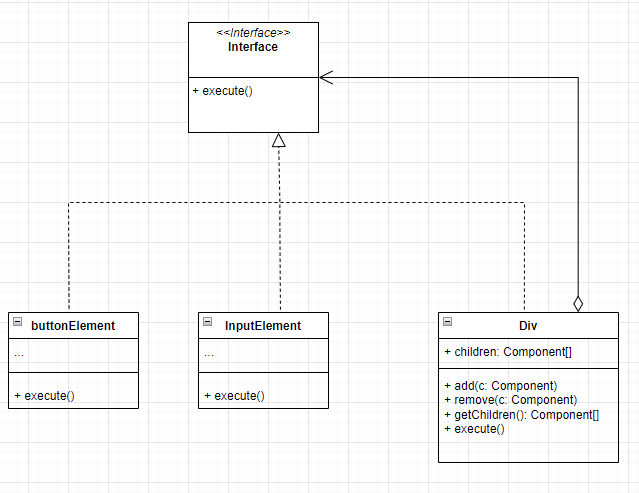 <<Interface>>
Interface
+ execute()
buttonElement
...
+ execute()
InputElement
...
+ execute()
Div
+ children: Component[]
+ add(c: Component)
+ remove(c: Component)
+ getChildren(): Component[]
+ execute()